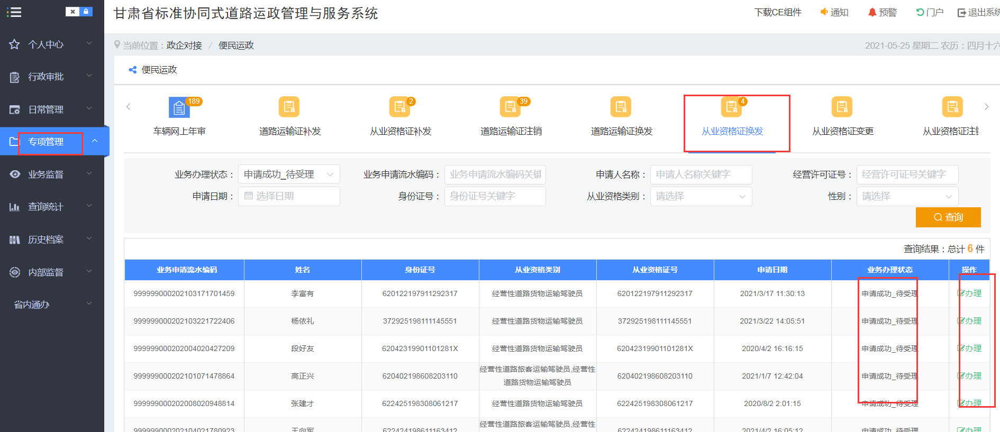 甘肃省标准协同式道路运政管理与服务系统
下载CE组件 通知 预警 门户 退出系统
个人中心
行政审批
日常管理
专项管理
业务监督
查询统计
历史档案
内部监督
省内通办
当前位置：政企对接 / 便民运政
2021-05-25 星期二 农历：四月十六
便民运政
189 2 39 4
车辆网上年审 道路运输证补发 从业资格证补发 道路运输证注销 道路运输证换发 从业资格证换发 从业资格证变更 从业资格证注销
业务办理状态： 申请成功_待受理 业务申请流水编码： 业务申请流水编码关键 申请人名称： 申请人名称关键字 经营许可证号： 经营许可证号关键字
申请日期： 选择日期 身份证号： 身份证号关键字 从业资格类别： 请选择 性别： 请选择
查询
查询结果：总计 6 件
业务申请流水编码 姓名 身份证号 从业资格类别 从业资格证号 申请日期 业务办理状态 操作
999999000202103171701459 李富有 620122197911292317 经营性道路货物运输驾驶员 620122197911292317 2021/3/17 11:30:13 申请成功_待受理 办理
999999000202103221722406 杨依礼 372925198111145551 经营性道路货物运输驾驶员 372925198111145551 2021/3/22 14:05:51 申请成功_待受理 办理
999999000202004020427209 段好友 62042319901101281X 经营性道路货物运输驾驶员 62042319901101281X 2020/4/2 16:16:15 申请成功_待受理 办理
999999000202101071478864 高正兴 620402198608203110 经营性道路旅客运输驾驶员,经营性道路货物运输驾驶员 620402198608203110 2021/1/7 12:42:04 申请成功_待受理 办理
999999000202008020948814 张建才 622425198308061217 经营性道路货物运输驾驶员 622425198308061217 2020/8/2 2:01:15 申请成功_待受理 办理
999999000202104021780923 王向军 622424198611163412 经营性道路旅客运输驾驶员,经营性 622424198611163412 2021/4/2 16:05:12 申请成功_待受理 办理